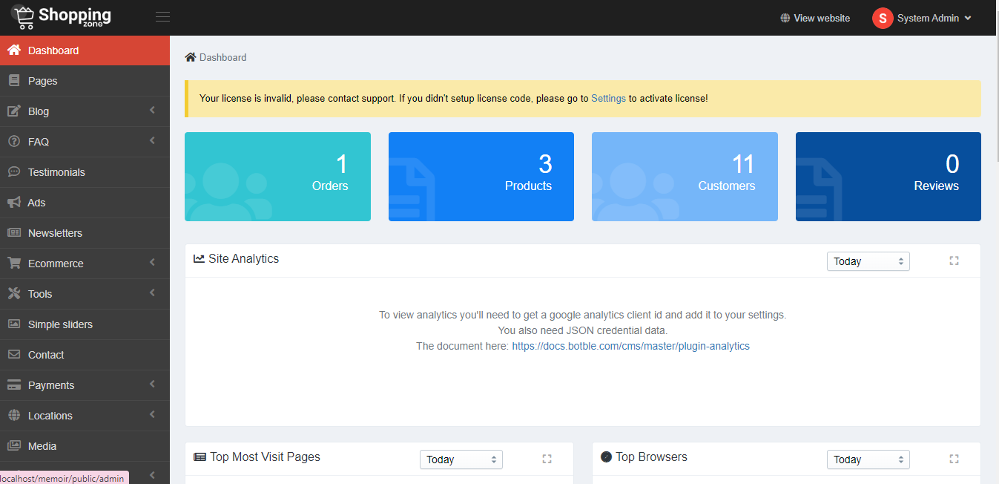 Shopping
zone
View website
S
System Admin
Dashboard
Pages
Blog
FAQ
Testimonials
Ads
Newsletters
Ecommerce
Tools
Simple sliders
Contact
Payments
Locations
Media
localhost/memoir/public/admin
Dashboard
Your license is invalid, please contact support. If you didn't setup license code, please go to Settings to activate license!
1
Orders
3
Products
11
Customers
0
Reviews
Site Analytics
Today
To view analytics you'll need to get a google analytics client id and add it to your settings.
You also need JSON credential data.
The document here: https://docs.botble.com/cms/master/plugin-analytics
Top Most Visit Pages
Today
Top Browsers
Today